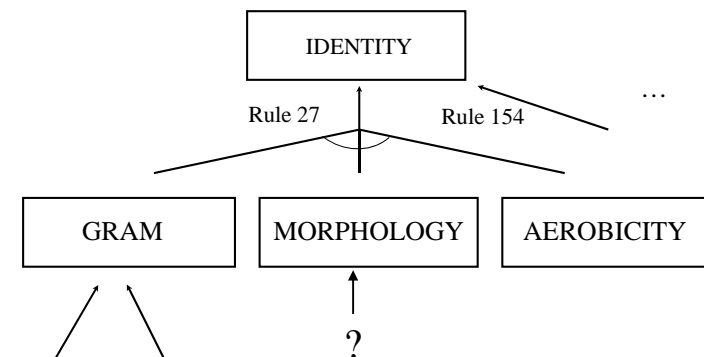 IDENTITY
...
Rule 27
Rule 154
GRAM
MORPHOLOGY
AEROBICITY
?